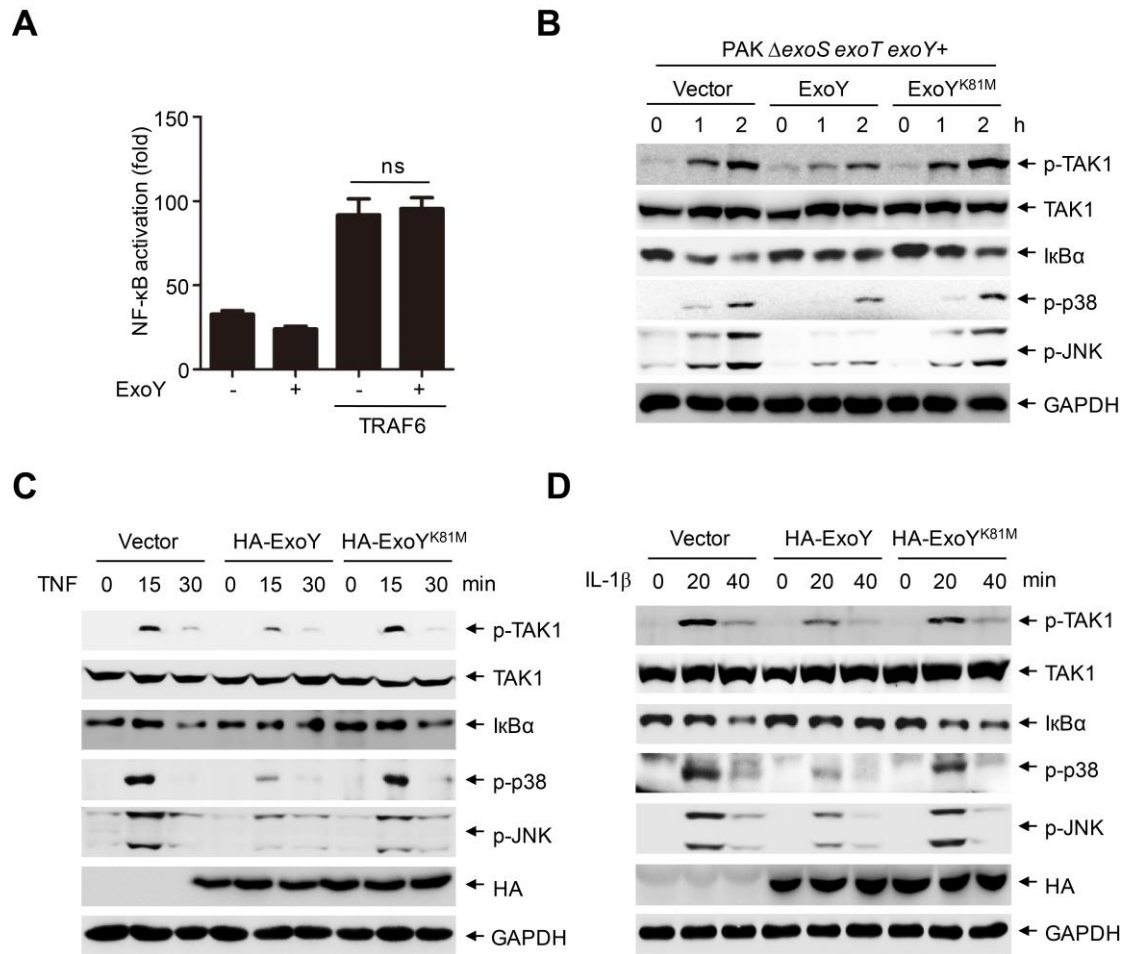 A
NF-κB activation (fold)
150
100
50
0
ns
ExoY - + - +
TRAF6
B
PAK ΔexoS exoT exoY+
Vector ExoY ExoY^K81M
0 1 2 0 1 2 0 1 2 h
p-TAK1
TAK1
IκBα
p-p38
p-JNK
GAPDH
C
Vector HA-ExoY HA-ExoY^K81M
TNF 0 15 30 0 15 30 0 15 30 min
p-TAK1
TAK1
IκBα
p-p38
p-JNK
HA
GAPDH
D
Vector HA-ExoY HA-ExoY^K81M
IL-1β 0 20 40 0 20 40 0 20 40 min
p-TAK1
TAK1
IκBα
p-p38
p-JNK
HA
GAPDH